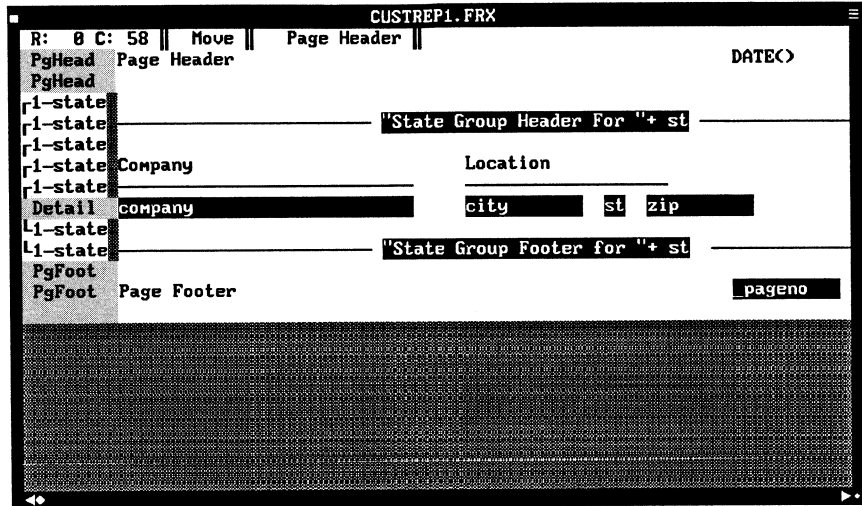 CUSTREP1.FRX
R: 0 C: 58 Move Page Header
PgHead Page Header DATE()
PgHead
1-state
1-state "State Group Header For "+ st
1-state
1-state Company Location
1-state
Detail company city st zip
1-state
1-state "State Group Footer for "+ st
PgFoot
PgFoot Page Footer _pageno